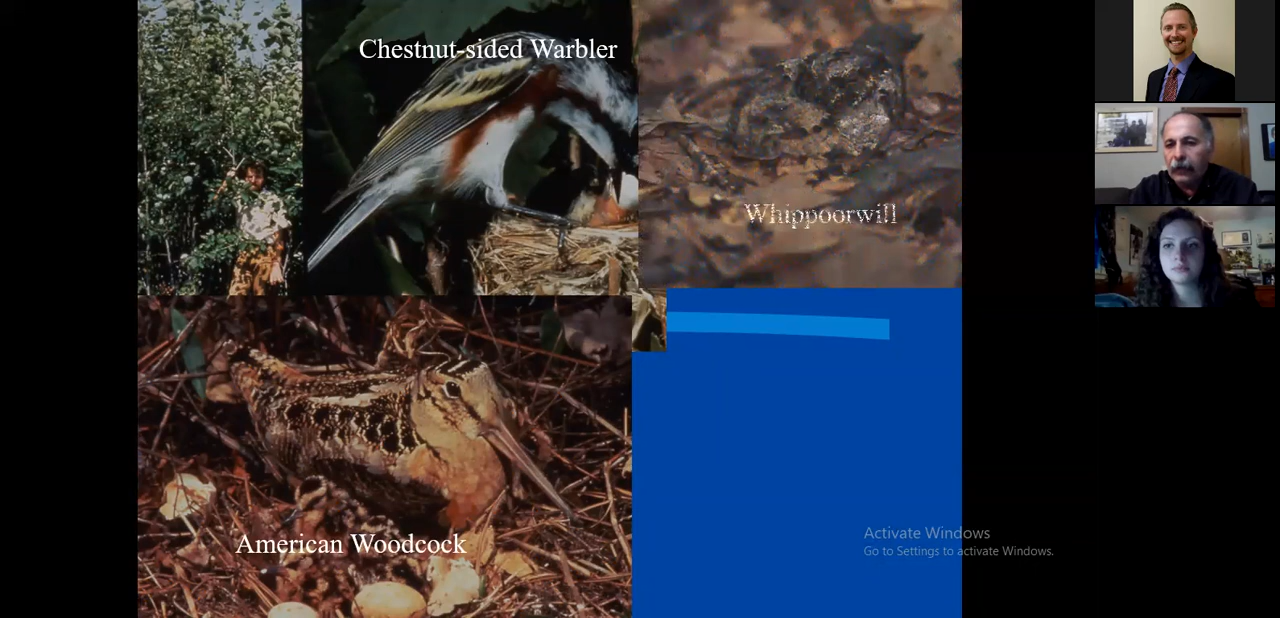 Chestnut-sided Warbler
Whippoorwill
American Woodcock
Activate Windows
Go to Settings to activate Windows.